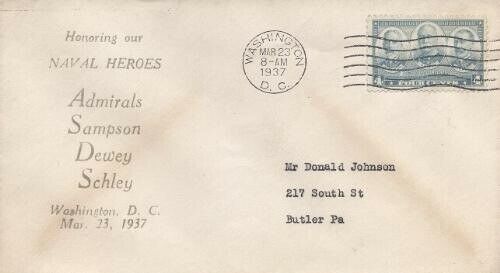 Honoring our
NAVAL HEROES
Admirals
Sampson
Dewey
Schley
Washington, D. C.
Mar. 23, 1937
WASHINGTON
MAR 23
8-AM
1937
D. C.
Mr Donald Johnson
217 South St
Butler Pa